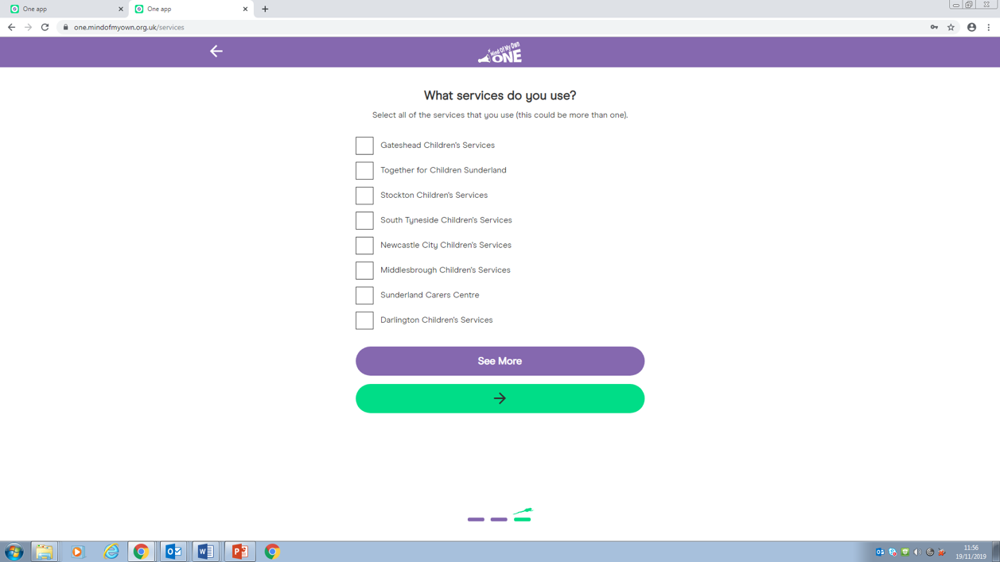 One app
One app
one.mindofmyown.org.uk/services
Mind Of My Own
ONE
What services do you use?
Select all of the services that you use (this could be more than one).
Gateshead Children's Services
Together for Children Sunderland
Stockton Children's Services
South Tyneside Children's Services
Newcastle City Children's Services
Middlesbrough Children's Services
Sunderland Carers Centre
Darlington Children's Services
See More
11:56
19/11/2019